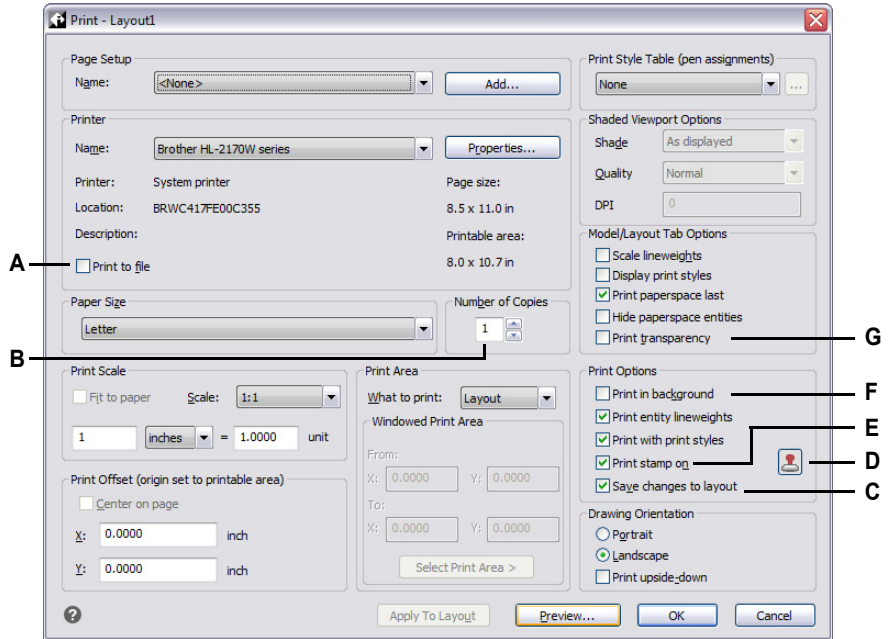 Print - Layout1
Page Setup
Name: <None> Add...
Print Style Table (pen assignments)
None ...
Printer
Name: Brother HL-2170W series Properties...
Printer: System printer Page size:
Location: BRWC417FE00C355 8.5 x 11.0 in
Description: Printable area:
8.0 x 10.7 in
A Print to file
Shaded Viewport Options
Shade As displayed
Quality Normal
DPI 0
Model/Layout Tab Options
Scale lineweights
Display print styles
Print paperspace last
Hide paperspace entities
Print transparency G
Paper Size
Letter
Number of Copies
1
B
Print Scale
Fit to paper Scale: 1:1
1 inches = 1.0000 unit
Print Offset (origin set to printable area)
Center on page
X: 0.0000 inch
Y: 0.0000 inch
Print Area
What to print: Layout
Windowed Print Area
From:
X: 0.0000 Y: 0.0000
To:
X: 0.0000 Y: 0.0000
Select Print Area >
Print Options
Print in background F
Print entity lineweights
E
Print with print styles
Print stamp on D
Save changes to layout C
Drawing Orientation
Portrait
Landscape
Print upside-down
? Apply To Layout Preview... OK Cancel